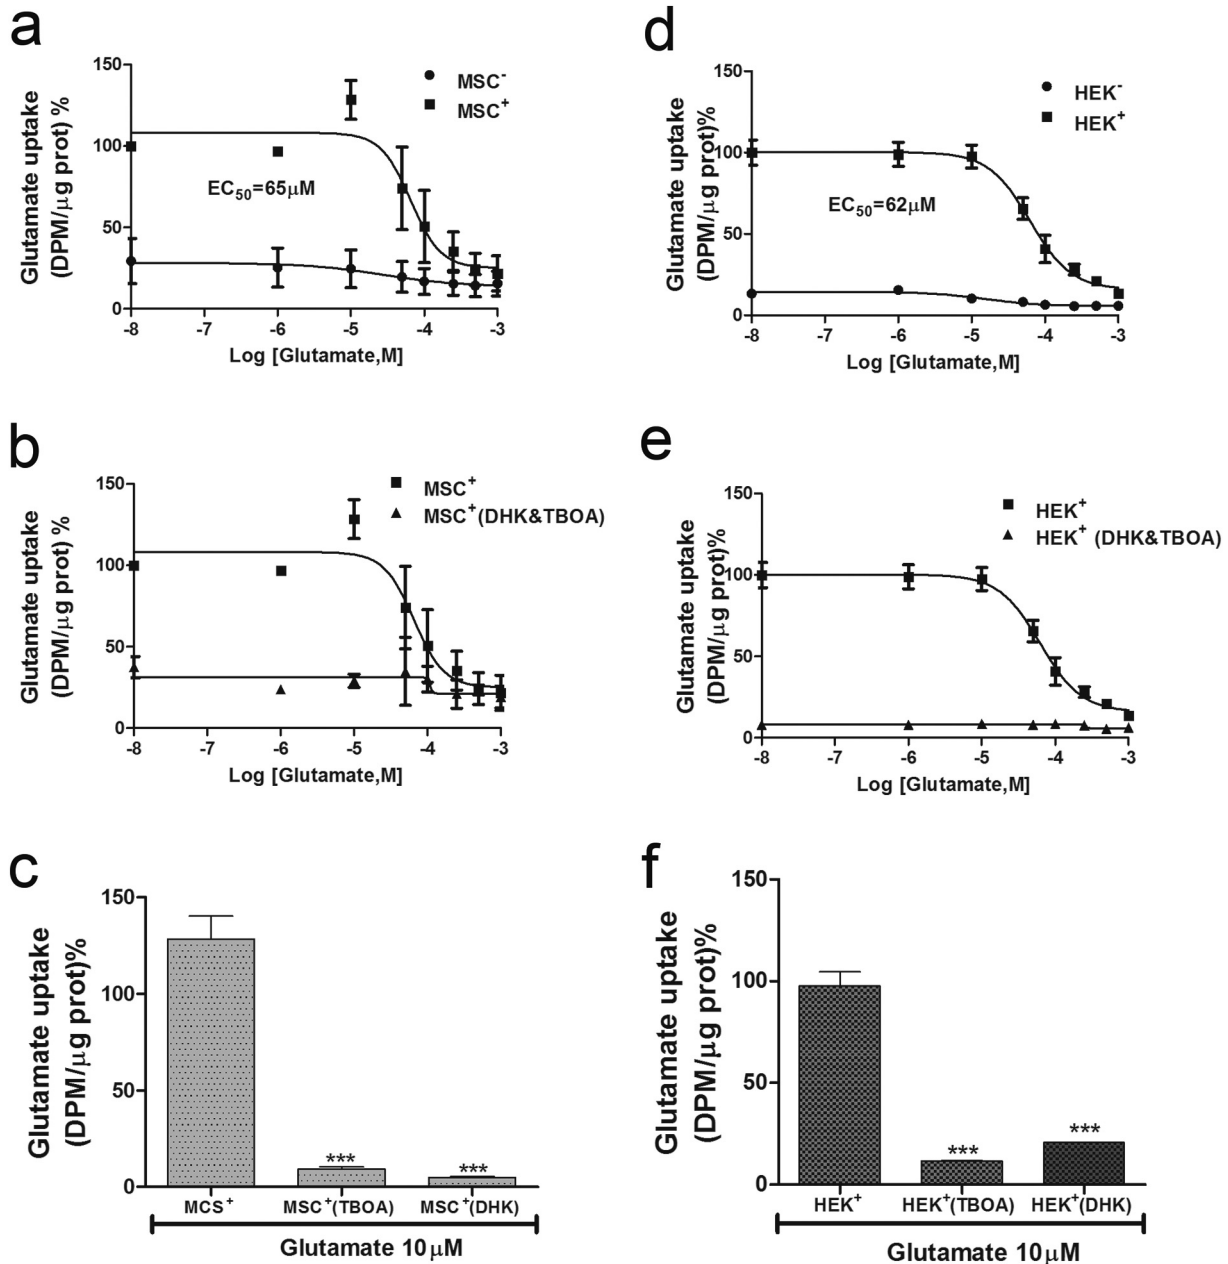 a
Glutamate uptake
(DPM/μg prot) %
150
100
50
0
MSC⁻
MSC⁺
EC₅₀=65μM
-8 -7 -6 -5 -4 -3
Log [Glutamate,M]
d
Glutamate uptake
(DPM/μg prot)%
150
100
50
0
HEK⁻
HEK⁺
EC₅₀=62μM
-8 -7 -6 -5 -4 -3
Log [Glutamate,M]
b
Glutamate uptake
(DPM/μg prot) %
150
100
50
0
MSC⁺
MSC⁺(DHK&TBOA)
-8 -7 -6 -5 -4 -3
Log [Glutamate,M]
e
Glutamate uptake
(DPM/μg prot)%
150
100
50
0
HEK⁺
HEK⁺ (DHK&TBOA)
-8 -7 -6 -5 -4 -3
Log [Glutamate,M]
c
Glutamate uptake
(DPM/μg prot)%
150
100
50
0
*** ***
MCS⁺ MSC⁺(TBOA) MSC⁺(DHK)
Glutamate 10μM
f
Glutamate uptake
(DPM/μg prot)%
150
100
50
0
*** ***
HEK⁺ HEK⁺(TBOA) HEK⁺(DHK)
Glutamate 10μM